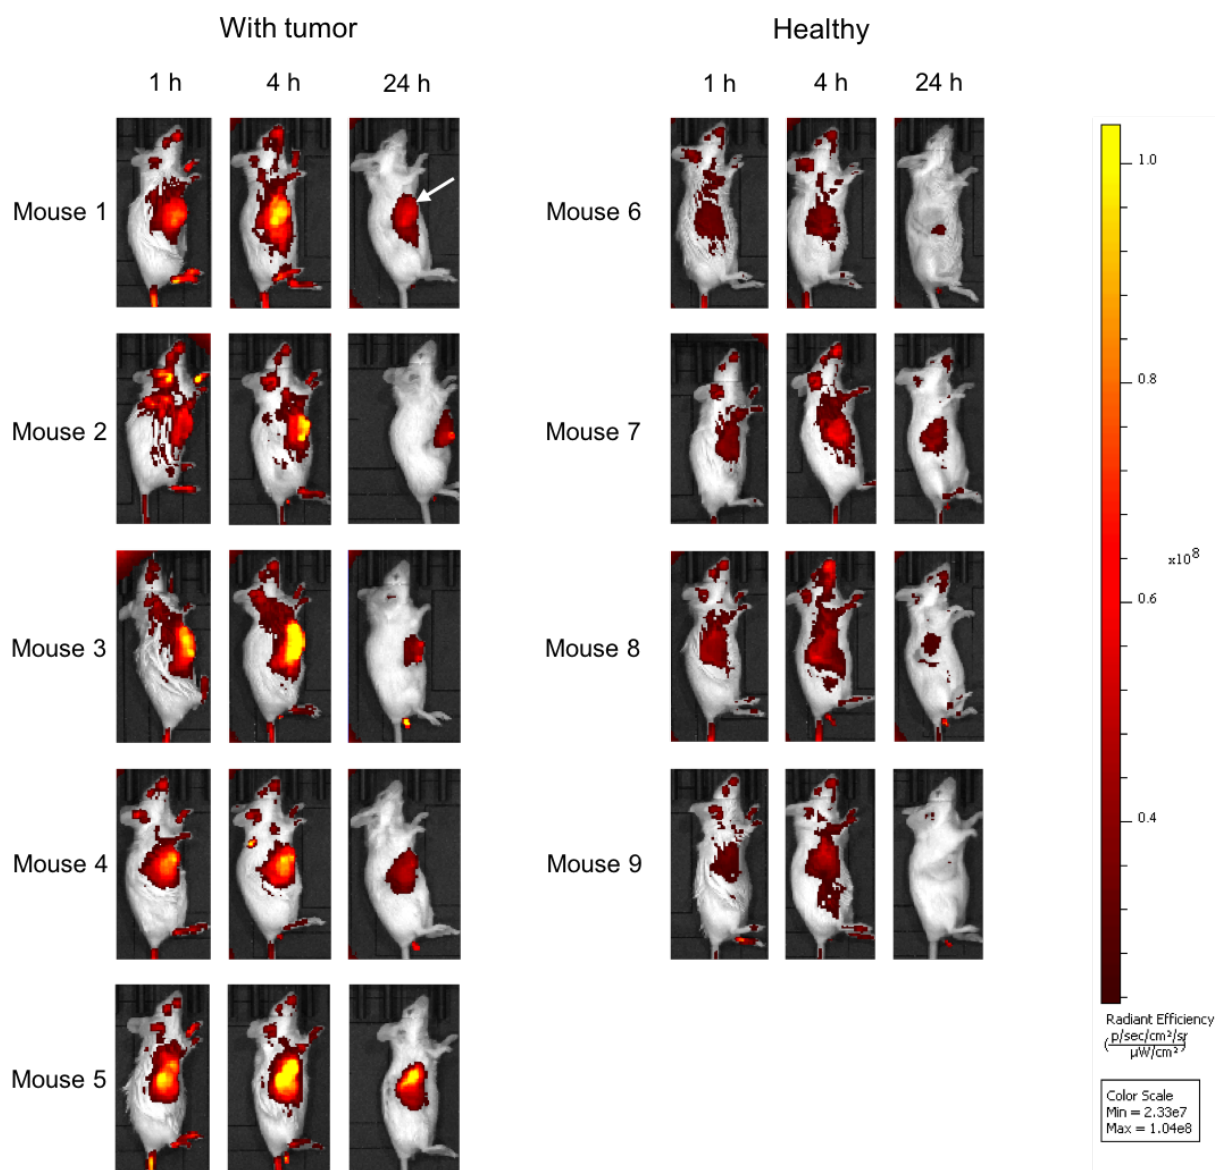 With tumor
Healthy
1 h
4 h
24 h
1 h
4 h
24 h
Mouse 1
Mouse 6
Mouse 2
Mouse 7
Mouse 3
Mouse 8
Mouse 4
Mouse 9
Mouse 5
1.0
0.8
x10⁸
0.6
0.4
Radiant Efficiency
(p/sec/cm²/sr
µW/cm²)
Color Scale
Min = 2.33e7
Max = 1.04e8